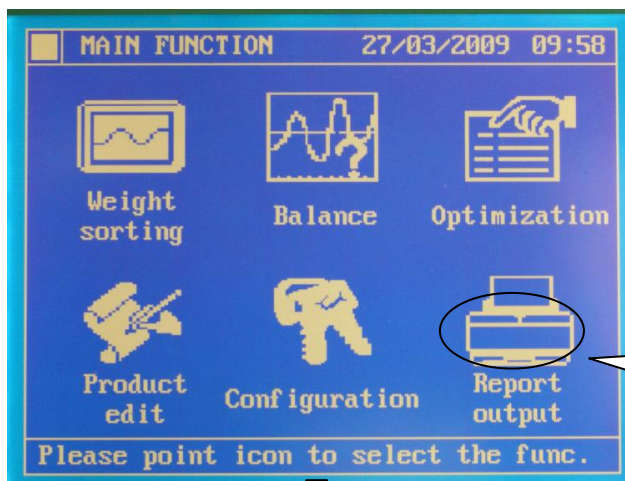 MAIN FUNCTION 27/03/2009 09:58
Weight
sorting
Balance
Optimization
Product
edit
Configuration
Report
output
Please point icon to select the func.